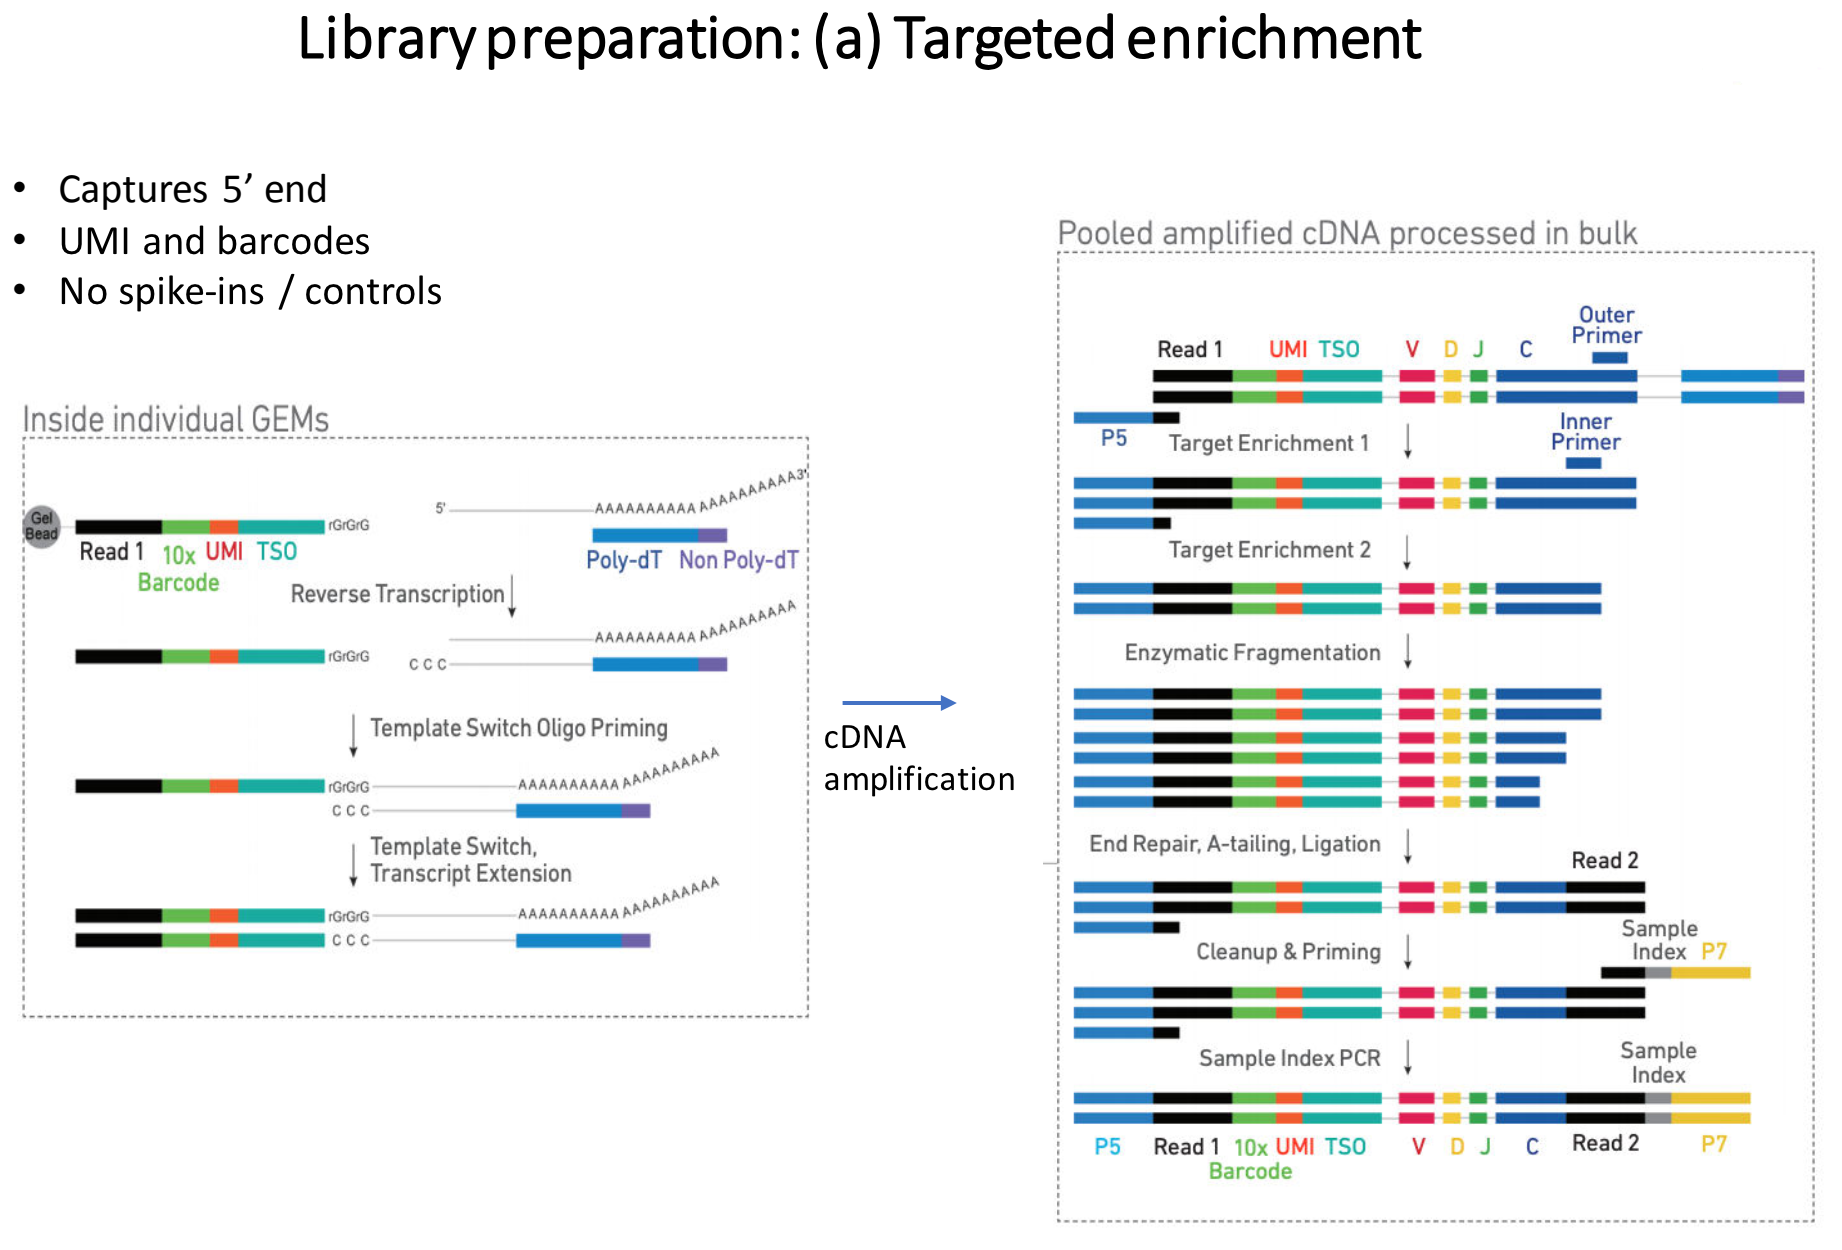 Library preparation: (a) Targeted enrichment
• Captures 5’ end
• UMI and barcodes
• No spike-ins / controls
Inside individual GEMs
Gel
Bead
rGrGrG
Read 1
10x
Barcode
UMI
TSO
5'
AAAAAAAAAA AAAAAAAAAA3'
Poly-dT
Non Poly-dT
Reverse Transcription
rGrGrG
AAAAAAAAAA AAAAAAAAAA
C C C
Template Switch Oligo Priming
rGrGrG
AAAAAAAAAA AAAAAAAAAA
C C C
Template Switch,
Transcript Extension
rGrGrG
AAAAAAAAAA AAAAAAAAAA
C C C
cDNA
amplification
Pooled amplified cDNA processed in bulk
Outer
Primer
Read 1 UMI TSO V D J C
P5
Target Enrichment 1
Inner
Primer
Target Enrichment 2
Enzymatic Fragmentation
End Repair, A-tailing, Ligation
Read 2
Cleanup & Priming
Sample
Index P7
Sample Index PCR
Sample
Index
P5 Read 1 10x UMI TSO V D J C Read 2 P7
Barcode